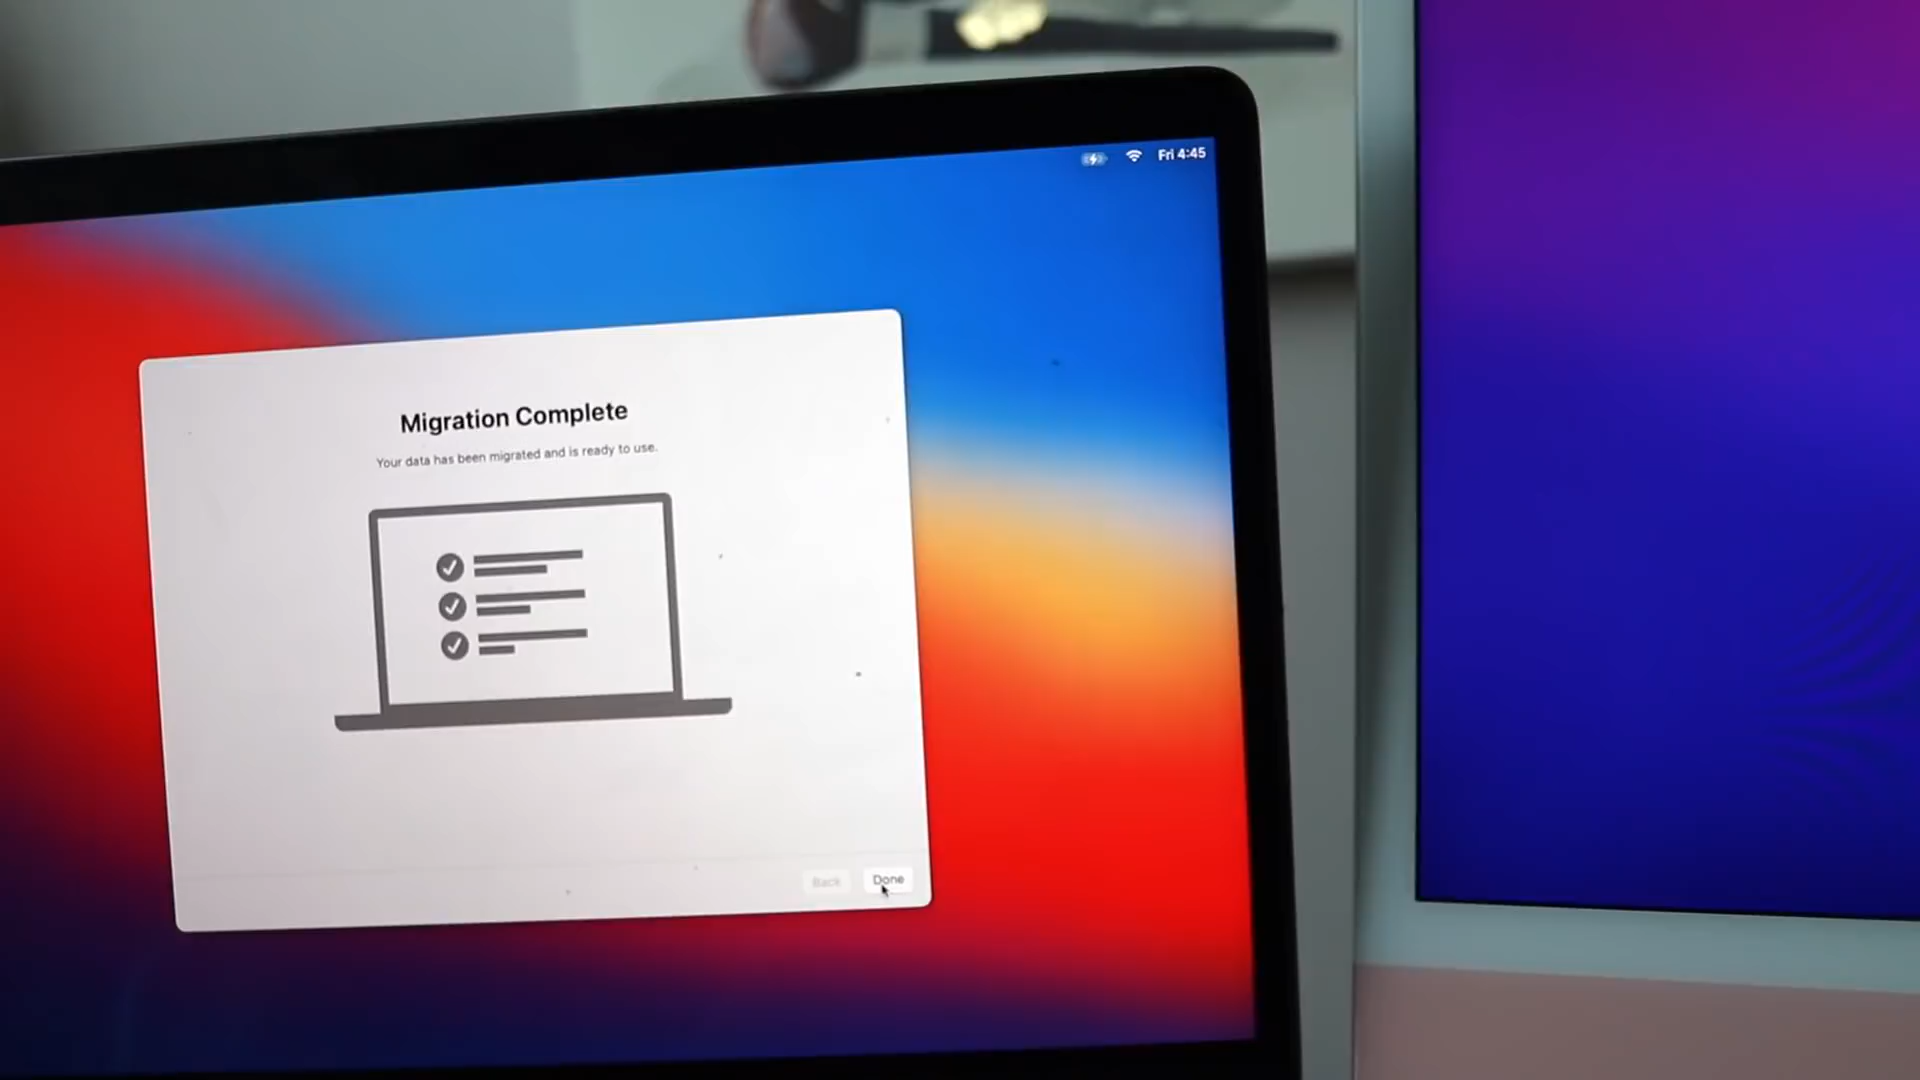 Fri 4:45
Migration Complete
Your data has been migrated and is ready to use.
Back
Done